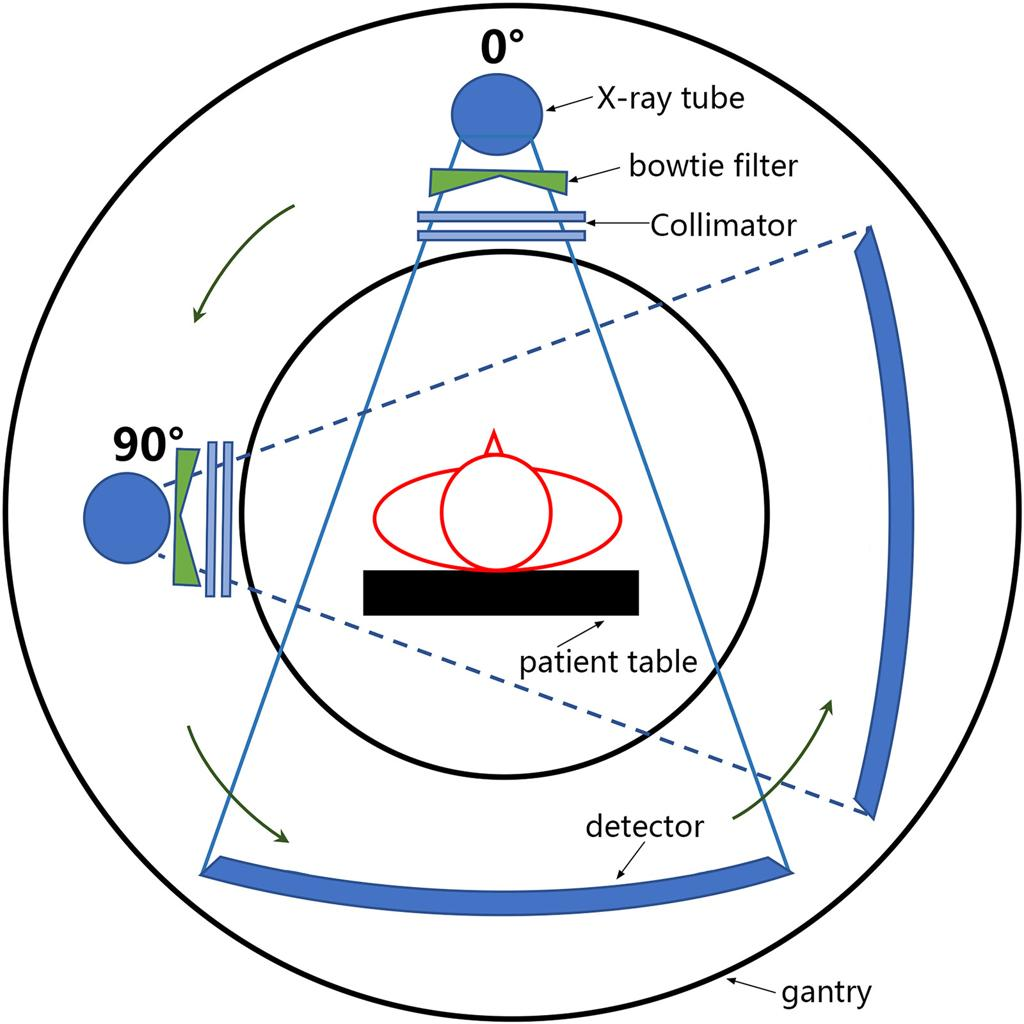 0°
X-ray tube
bowtie filter
Collimator
90°
patient table
detector
gantry